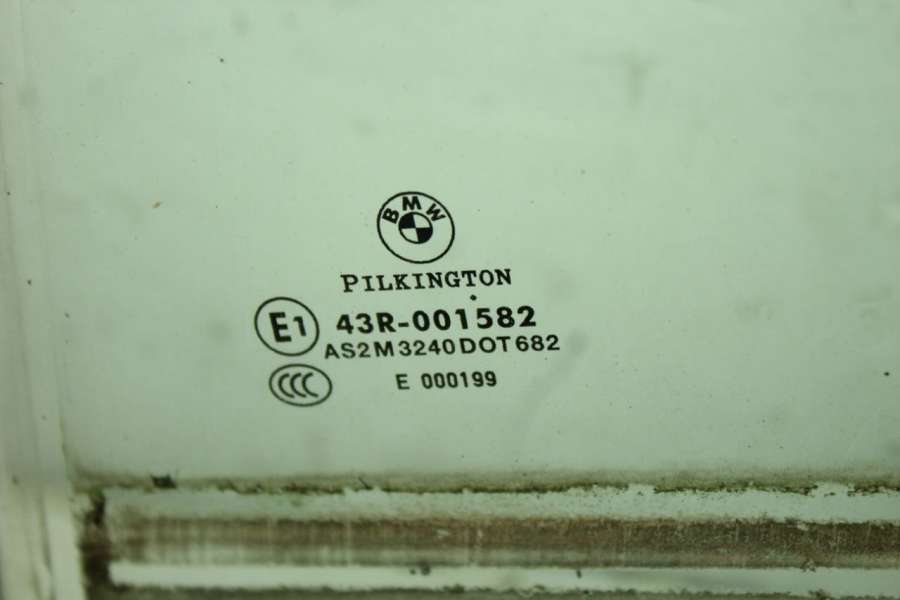 BMW
PILKINGTON
E1 43R-001582
AS2 M3240 DOT 682
CCC E 000199